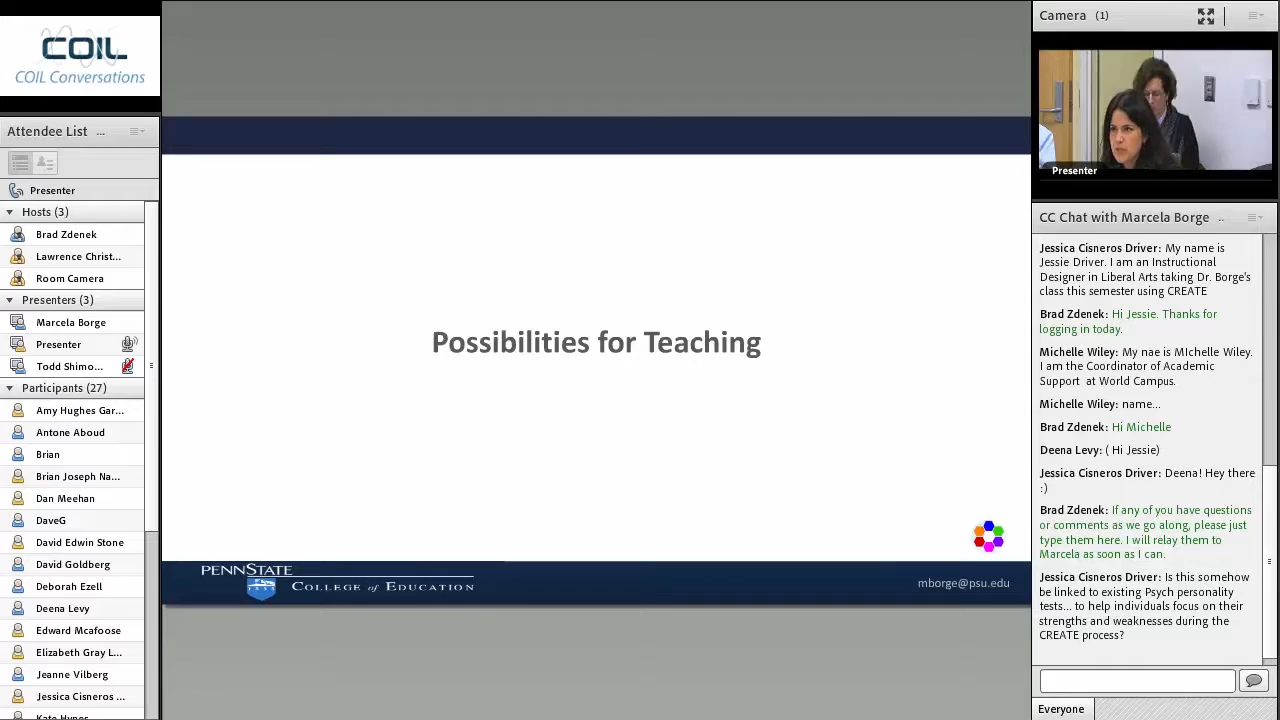 COIL
COIL Conversations
Attendee List ...
Presenter
Hosts (3)
Brad Zdenek
Lawrence Christ...
Room Camera
Presenters (3)
Marcela Borge
Presenter
Todd Shimo...
Participants (27)
Amy Hughes Gar...
Antone Aboud
Brian
Brian Joseph Na...
Dan Meehan
DaveG
David Edwin Stone
David Goldberg
Deborah Ezell
Deena Levy
Edward Mcafoose
Elizabeth Gray L...
Jeanne Vilberg
Jessica Cisneros ...
Possibilities for Teaching
PENNSTATE
COLLEGE of EDUCATION
mborge@psu.edu
Camera (1)
Presenter
CC Chat with Marcela Borge ..
Jessica Cisneros Driver: My name is
Jessie Driver. I am an Instructional
Designer in Liberal Arts taking Dr. Borge's
class this semester using CREATE
Brad Zdenek: Hi Jessie. Thanks for
logging in today.
Michelle Wiley: My nae is MIchelle Wiley.
I am the Coordinator of Academic
Support at World Campus.
Michelle Wiley: name...
Brad Zdenek: Hi Michelle
Deena Levy: ( Hi Jessie)
Jessica Cisneros Driver: Deena! Hey there
:)
Brad Zdenek: If any of you have questions
or comments as we go along, please just
type them here. I will relay them to
Marcela as soon as I can.
Jessica Cisneros Driver: Is this somehow
be linked to existing Psych personality
tests... to help individuals focus on their
strengths and weaknesses during the
CREATE process?
Everyone